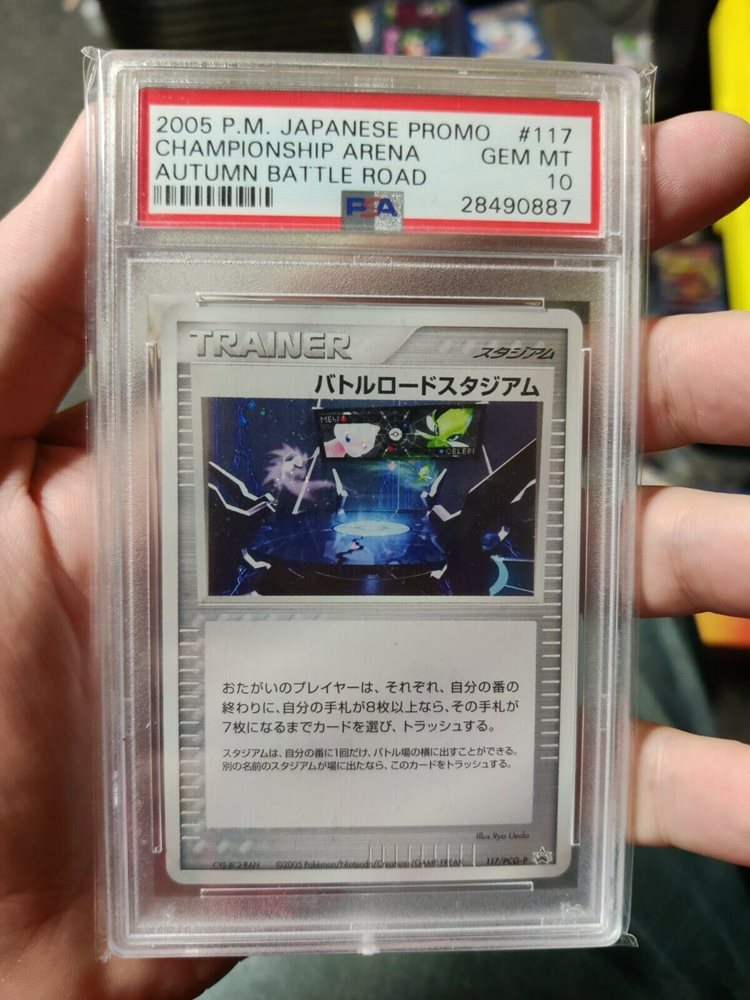 2005 P.M. JAPANESE PROMO #117
CHAMPIONSHIP ARENA GEM MT
AUTUMN BATTLE ROAD 10
PSA 28490887
TRAINER スタジアム
バトルロードスタジアム
MEW
CELEBI
おたがいのプレイヤーは、それぞれ、自分の番の
終わりに、自分の手札が8枚以上なら、その手札が
7枚になるまでカードを選び、トラッシュする。
スタジアムは、自分の番に1回だけ、バトル場の横に出すことができる。
別の名前のスタジアムが場に出たなら、このカードをトラッシュする。
Illus. Ryo Ueda
©2005 Pokémon/Nintendo/Creatures/GAME FREAK 117/PCG-P